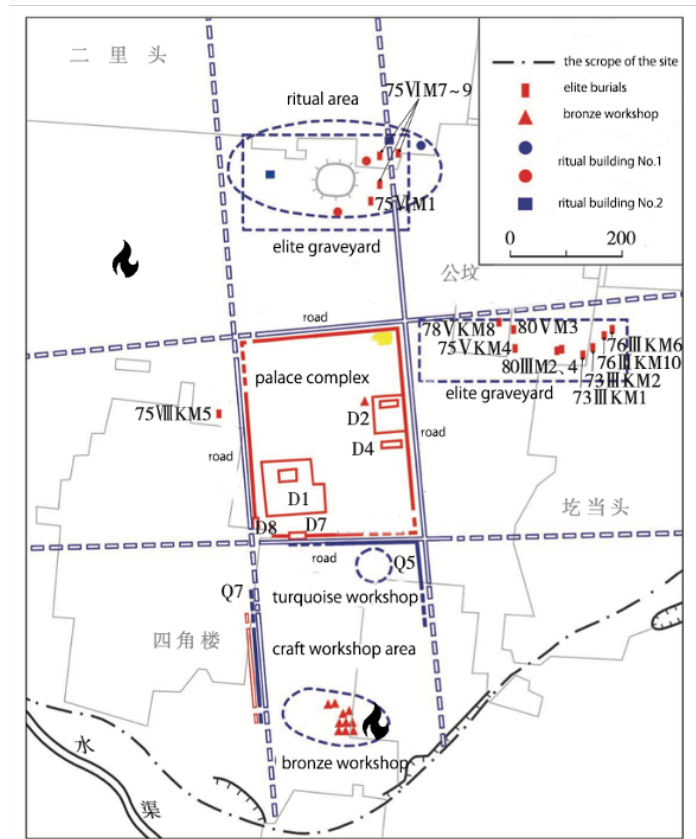 二里头
75ⅥM7~9
ritual area
75ⅥM1
elite graveyard
the scrope of the site
elite burials
bronze workshop
ritual building No.1
ritual building No.2
0 200
公坟
road
78ⅤKM8
80ⅤM3
75ⅤKM4
80ⅢM2、4
76ⅢKM6
76ⅢKM10
73ⅢKM2
73ⅢKM1
elite graveyard
palace complex
75ⅧKM5
D2
road
D4
road
D1
D8
D7
圪当头
road
Q5
Q7
turquoise workshop
四角楼
craft workshop area
水
渠
bronze workshop